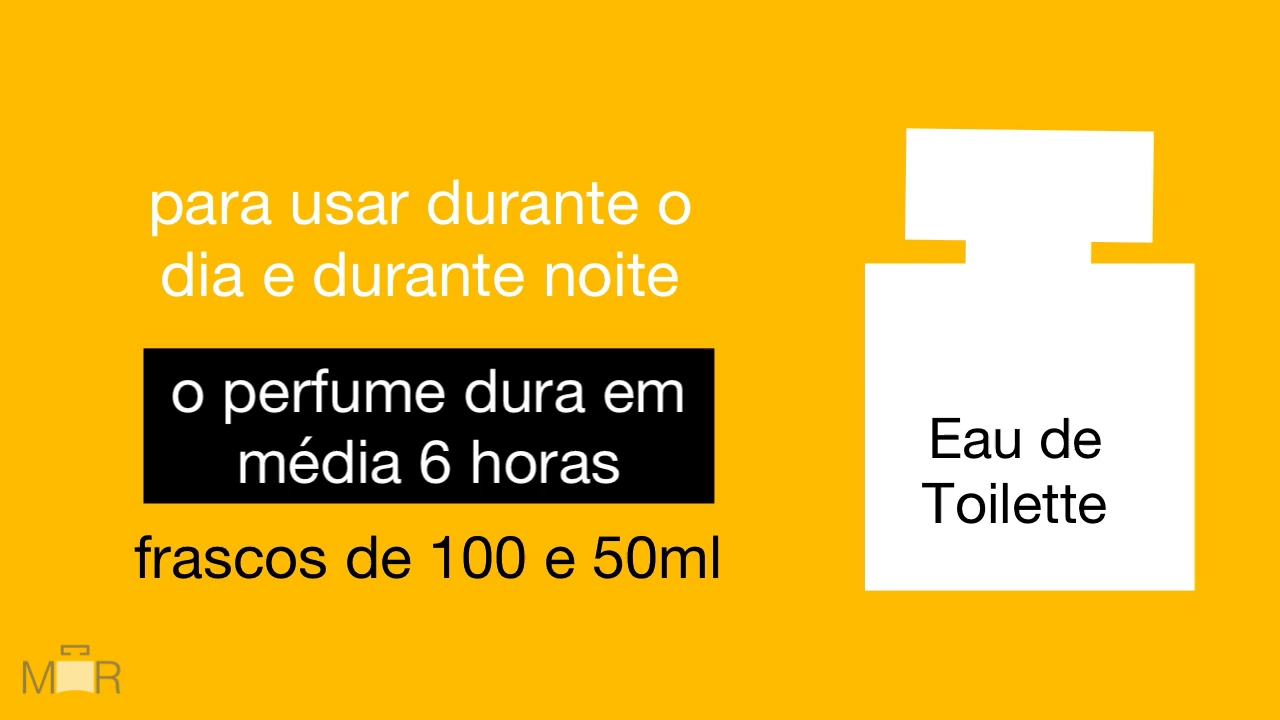 para usar durante o
dia e durante noite
o perfume dura em
média 6 horas
frascos de 100 e 50ml
Eau de
Toilette
M R